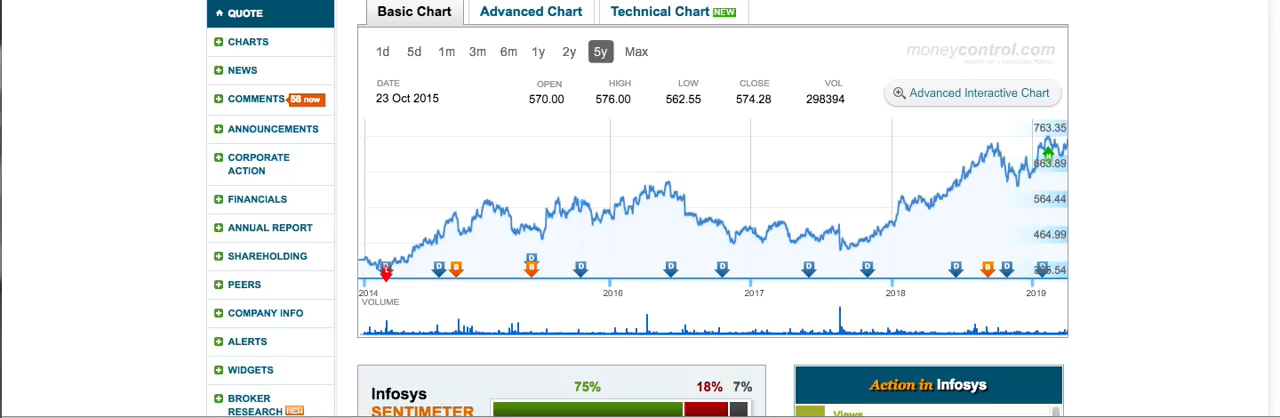 QUOTE
CHARTS
NEWS
COMMENTS 58 new
ANNOUNCEMENTS
CORPORATE
ACTION
FINANCIALS
ANNUAL REPORT
SHAREHOLDING
PEERS
COMPANY INFO
ALERTS
WIDGETS
BROKER
RESEARCH NEW
Basic Chart Advanced Chart Technical Chart NEW
1d 5d 1m 3m 6m 1y 2y 5y Max
moneycontrol.com
DATE OPEN HIGH LOW CLOSE VOL
23 Oct 2015 570.00 576.00 562.55 574.28 298394
Advanced Interactive Chart
763.35
663.89
564.44
464.99
D B D B D D D D D D B D D
2014 2016 2017 2018 2019
VOLUME
Infosys
SENTIMETER
75% 18% 7%
Action in Infosys
Views